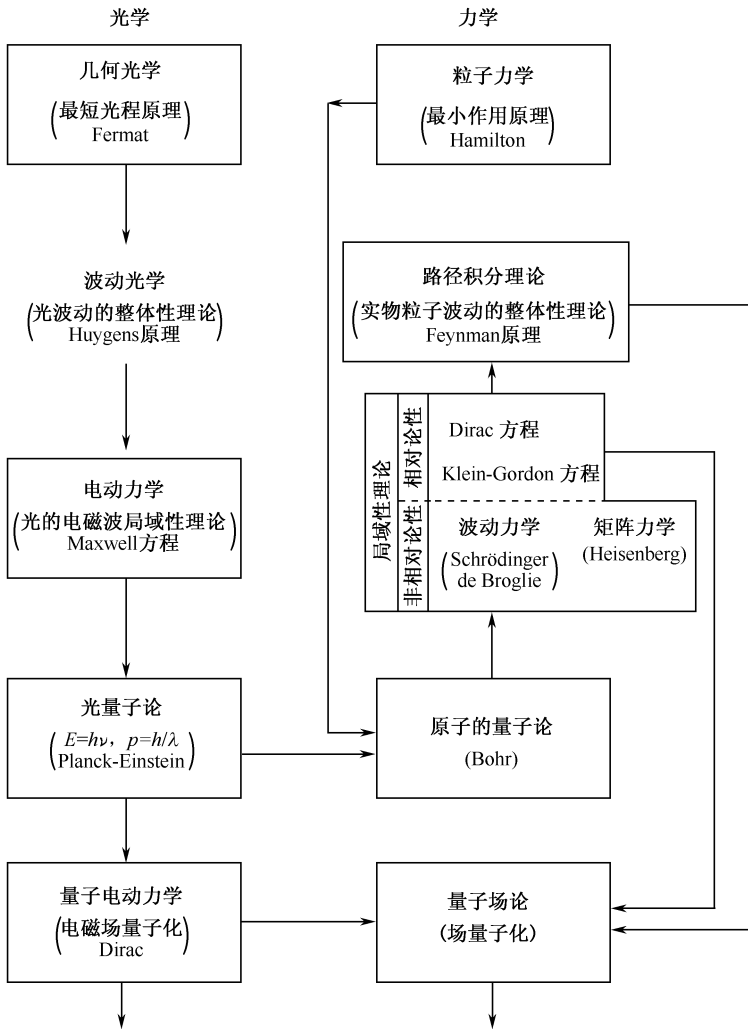 光学
力学
几何光学
(最短光程原理)
Fermat
粒子力学
(最小作用原理)
Hamilton
波动光学
(光波动的整体性理论)
Huygens原理
路径积分理论
(实物粒子波动的整体性理论)
Feynman原理
局域性理论
相对论性
Dirac 方程
Klein-Gordon 方程
非相对论性
波动力学
(Schrödinger
de Broglie)
矩阵力学
(Heisenberg)
电动力学
(光的电磁波局域性理论)
Maxwell方程
光量子论
(E=hν, p=h/λ)
Planck-Einstein
原子的量子论
(Bohr)
量子电动力学
(电磁场量子化)
Dirac
量子场论
(场量子化)